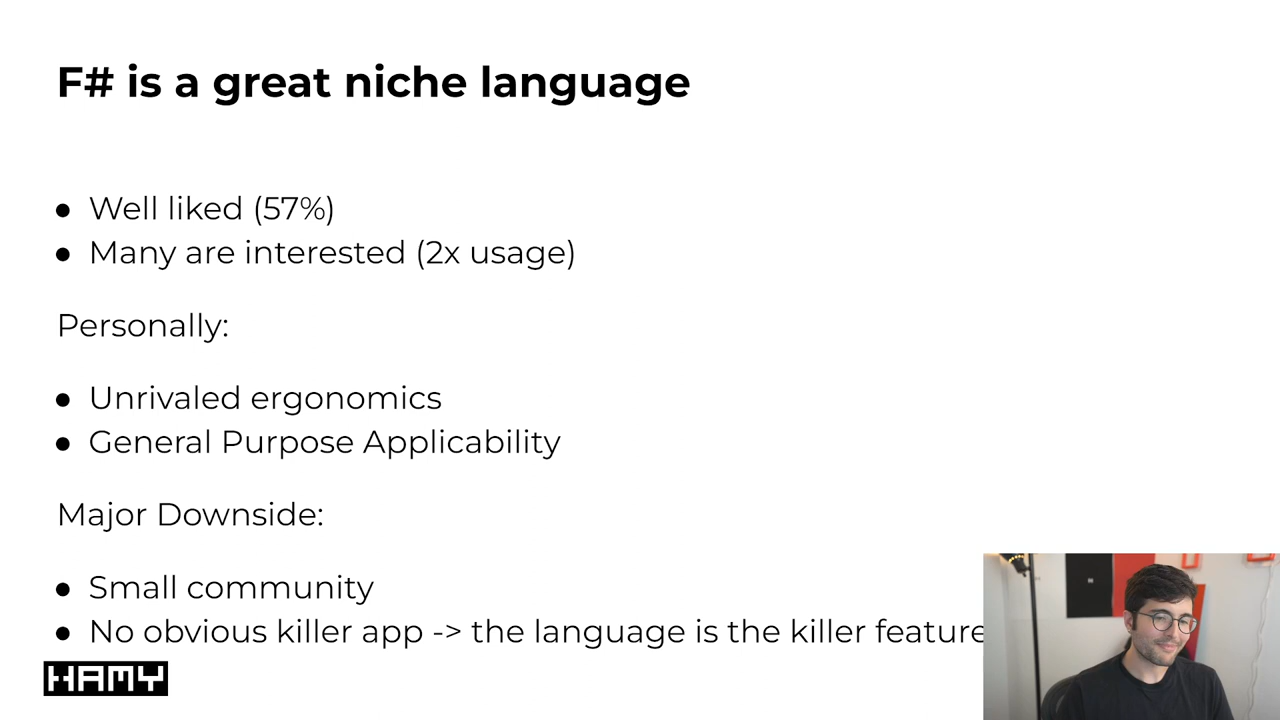 F# is a great niche language
● Well liked (57%)
● Many are interested (2x usage)
Personally:
● Unrivaled ergonomics
● General Purpose Applicability
Major Downside:
● Small community
● No obvious killer app -> the language is the killer feature
HAMY